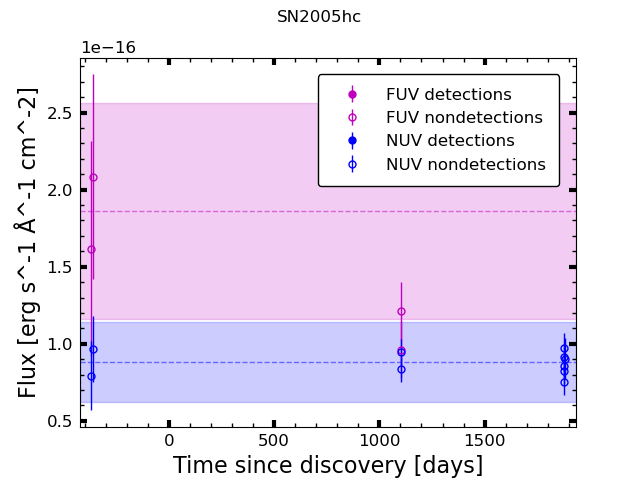 SN2005hc
1e−16
FUV detections
FUV nondetections
NUV detections
NUV nondetections
2.5
2.0
1.5
1.0
0.5
Flux [erg s^-1 Å^-1 cm^-2]
0
500
1000
1500
Time since discovery [days]